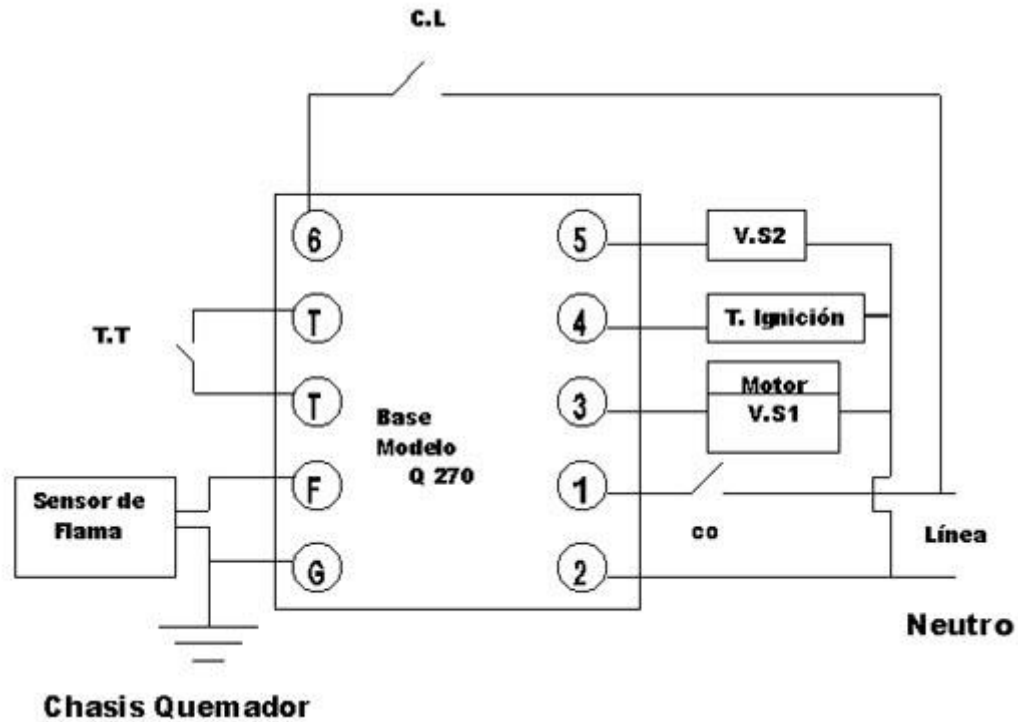 C.L
6
5
V.S2
T.T
T
4
T. Ignición
T
3
Motor
V.S1
Base
Modelo
Q 270
Sensor de
Flama
F
1
co
Línea
G
2
Neutro
Chasis Quemador